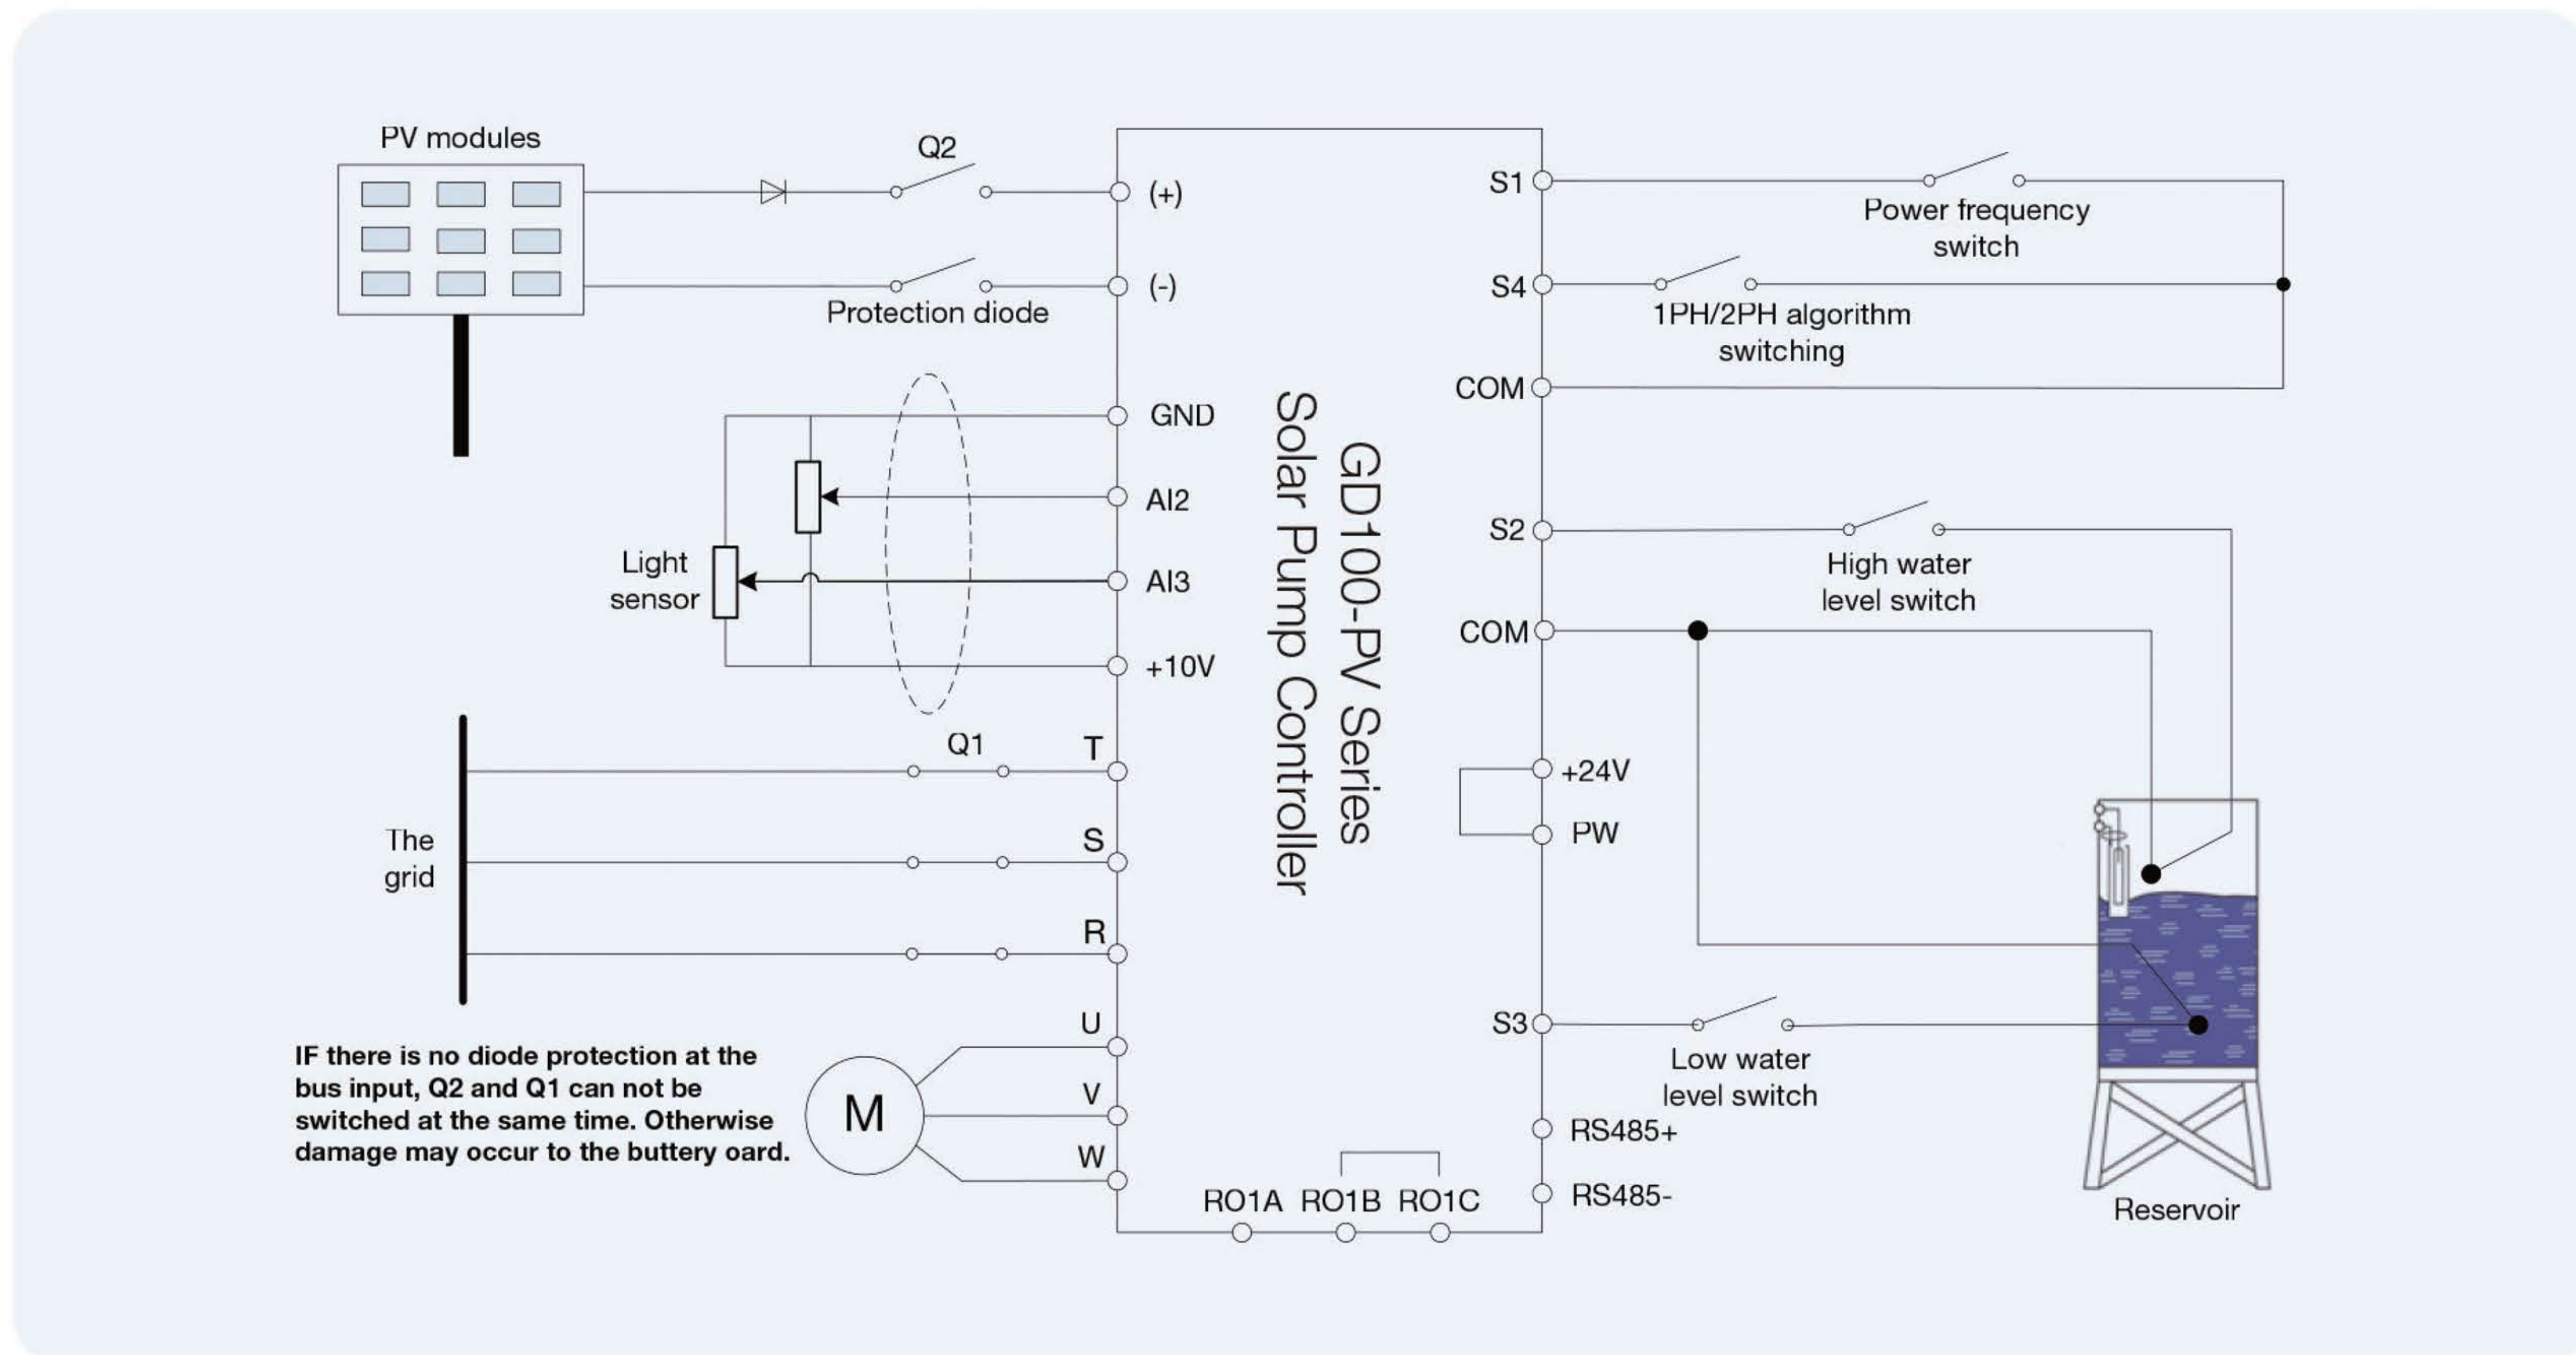 PV modules
Q2
(+)
(-)
Protection diode
GND
AI2
Light
sensor
AI3
+10V
Q1
T
The
grid
S
R
U
V
W
M
IF there is no diode protection at the
bus input, Q2 and Q1 can not be
switched at the same time. Otherwise
damage may occur to the buttery oard.
GD100-PV Series
Solar Pump Controller
RO1A RO1B RO1C
S1
Power frequency
switch
S4
1PH/2PH algorithm
switching
COM
S2
High water
level switch
COM
+24V
PW
S3
Low water
level switch
RS485+
RS485-
Reservoir